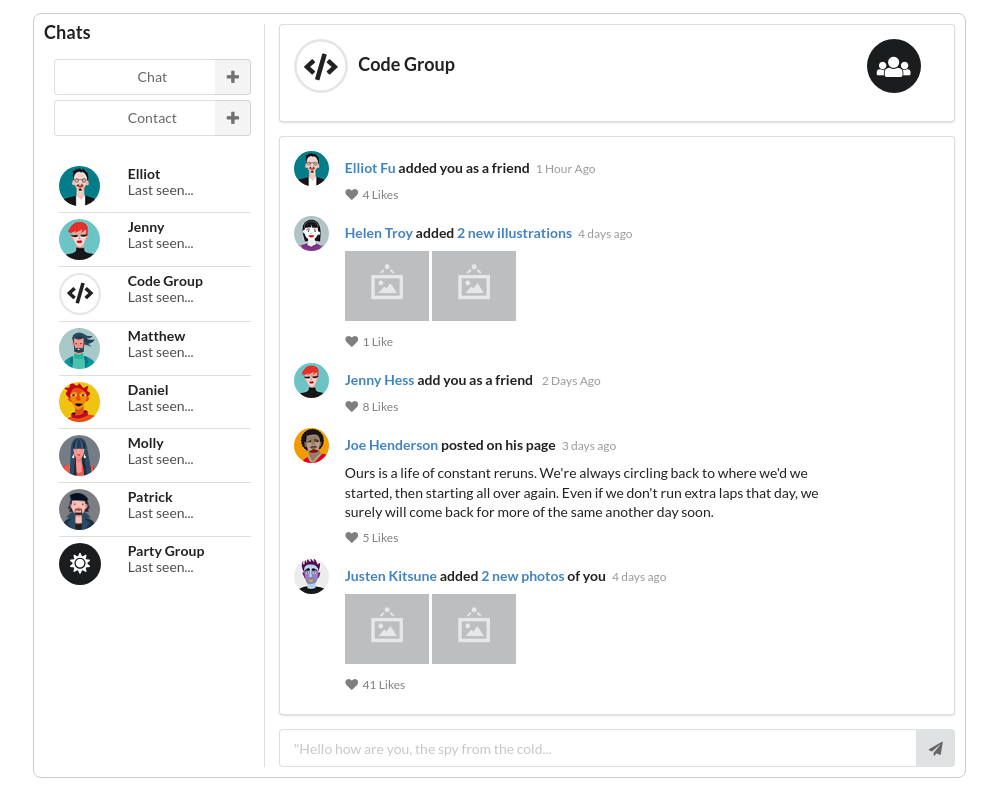 Chats
Chat
Contact
Elliot
Last seen...
Jenny
Last seen...
Code Group
Last seen...
Matthew
Last seen...
Daniel
Last seen...
Molly
Last seen...
Patrick
Last seen...
Party Group
Last seen...
Code Group
Elliot Fu added you as a friend 1 Hour Ago
4 Likes
Helen Troy added 2 new illustrations 4 days ago
1 Like
Jenny Hess add you as a friend 2 Days Ago
8 Likes
Joe Henderson posted on his page 3 days ago
Ours is a life of constant reruns. We're always circling back to where we'd we
started, then starting all over again. Even if we don't run extra laps that day, we
surely will come back for more of the same another day soon.
5 Likes
Justen Kitsune added 2 new photos of you 4 days ago
41 Likes
"Hello how are you, the spy from the cold...